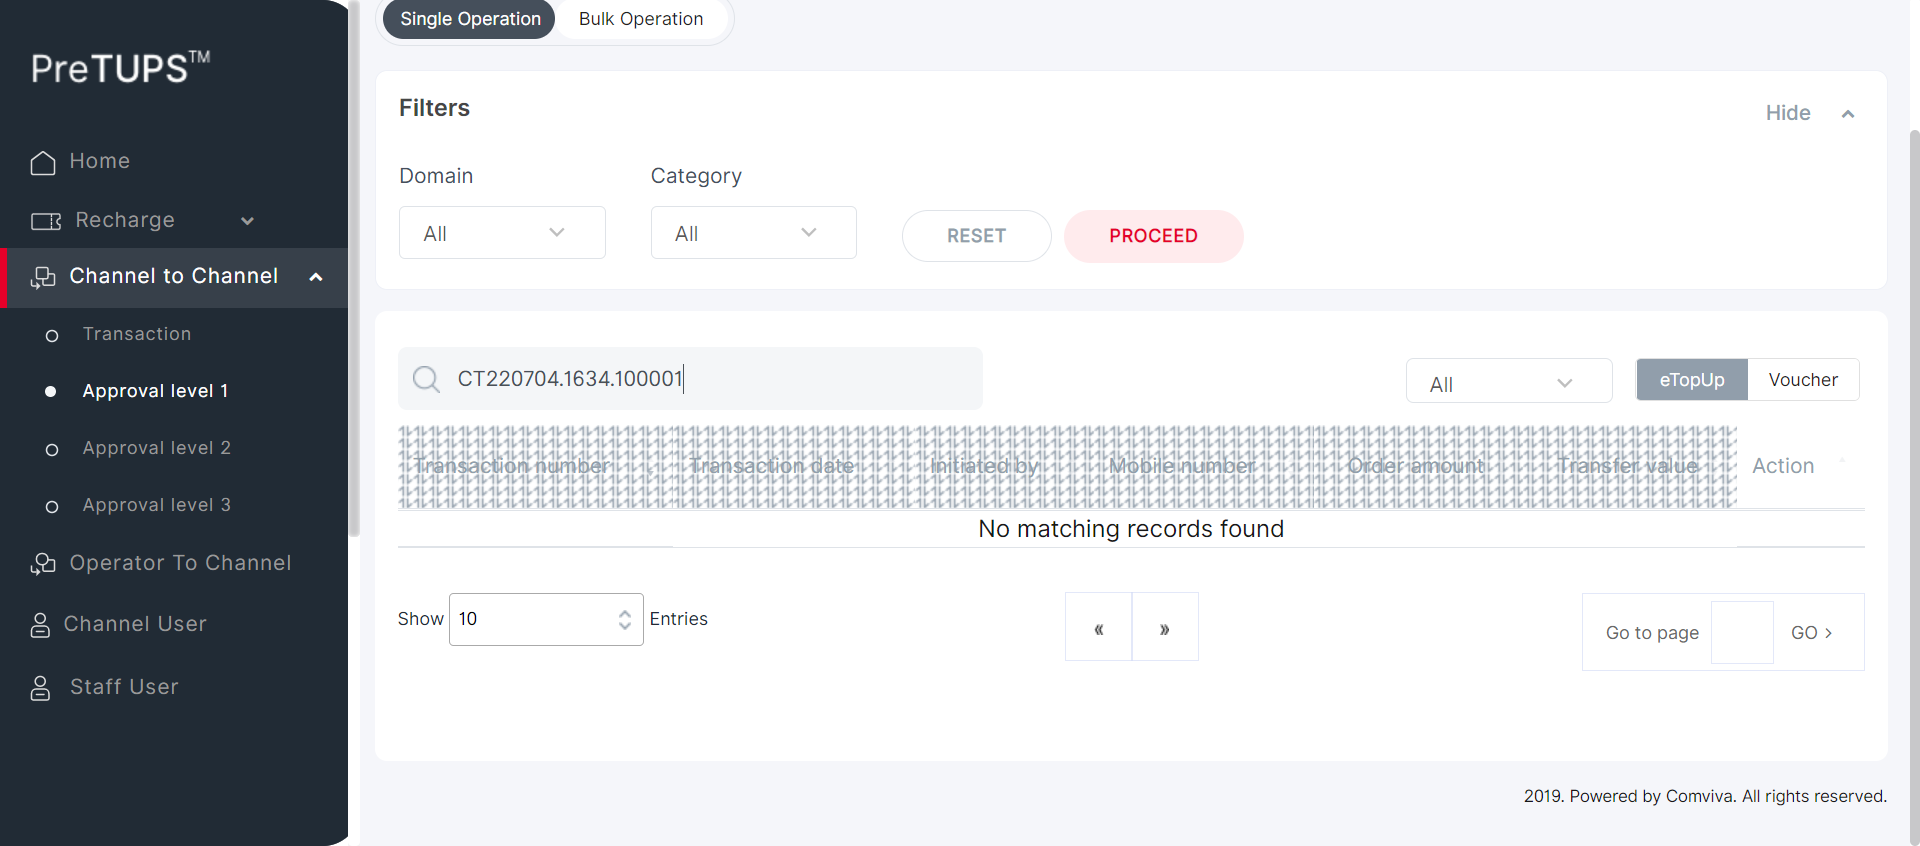 PreTUPS™
Home
Recharge
Channel to Channel
Transaction
Approval level 1
Approval level 2
Approval level 3
Operator To Channel
Channel User
Staff User
Single Operation Bulk Operation
Filters
Hide
Domain Category
All All RESET PROCEED
CT220704.1634.100001 All eTopUp Voucher
Transaction number Transaction date Initiated by Mobile number Order amount Transfer value Action
No matching records found
Show 10 Entries « » Go to page GO >
2019. Powered by Comviva. All rights reserved.